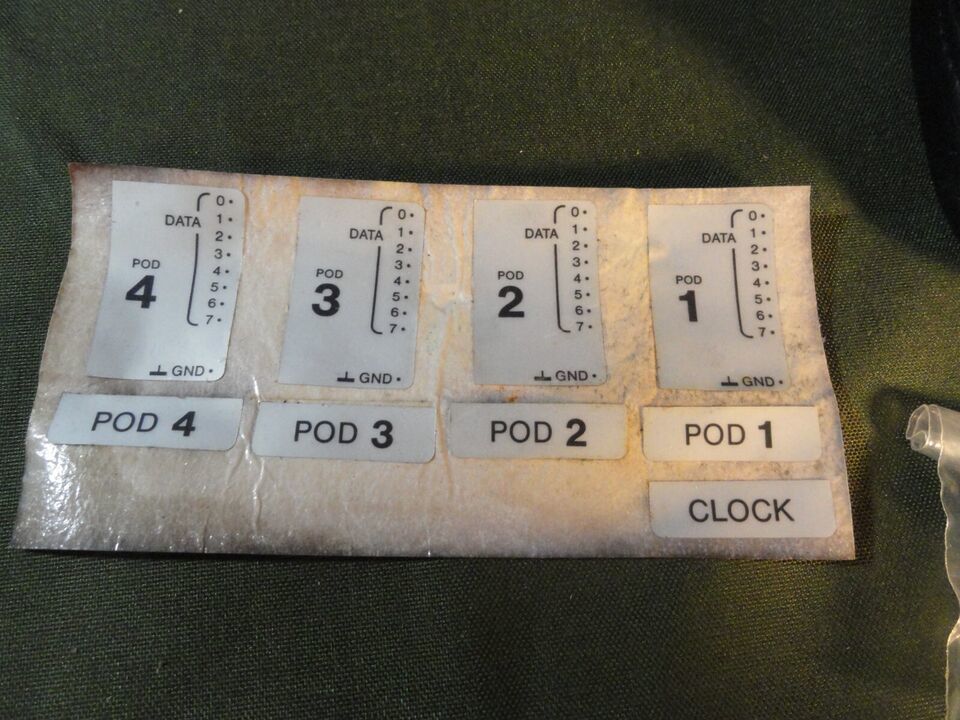 DATA 0•
1•
2•
3•
4•
5•
6•
7•
POD
4
⊥ GND•
DATA 0•
1•
2•
3•
4•
5•
6•
7•
POD
3
⊥ GND•
DATA 0•
1•
2•
3•
4•
5•
6•
7•
POD
2
⊥ GND•
DATA 0•
1•
2•
3•
4•
5•
6•
7•
POD
1
⊥ GND•
POD 4
POD 3
POD 2
POD 1
CLOCK